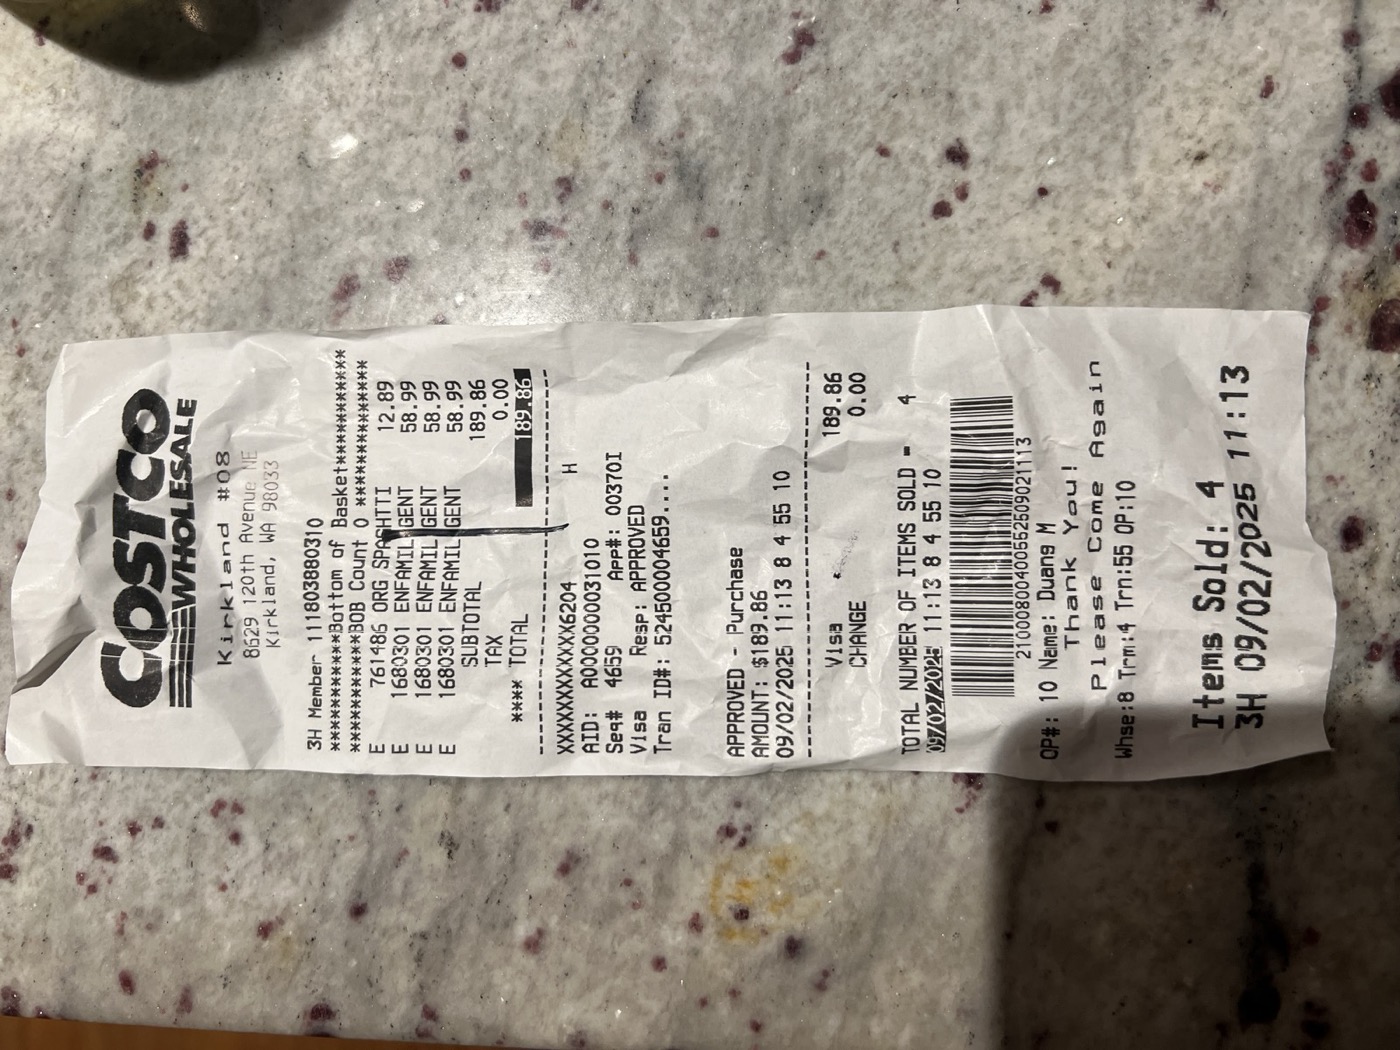 COSTCO
WHOLESALE
Kirkland #08
8629 120th Avenue NE
Kirkland, WA 98033
3H Member 111803880310
***********Bottom of Basket***********
***********BOB Count 0 **************
E 761486 ORG SPAGHTTI 12.89
E 1680301 ENFAMIL GENT 58.99
E 1680301 ENFAMIL GENT 58.99
E 1680301 ENFAMIL GENT 58.99
SUBTOTAL 189.86
TAX 0.00
**** TOTAL 189.86
XXXXXXXXXXXX6204 H
AID: A0000000031010
Seq# 4659 App#: 00370I
Visa Resp: APPROVED
Tran ID#: 524500004659....
APPROVED - Purchase
AMOUNT: $189.86
09/02/2025 11:13 8 4 55 10
Visa 189.86
CHANGE 0.00
TOTAL NUMBER OF ITEMS SOLD = 4
09/02/2025 11:13 8 4 55 10
21000800400552509021113
OP#: 10 Name: Duang M
Thank You!
Please Come Again
Whse:8 Trm:4 Trn:55 OP:10
Items Sold: 4
3H 09/02/2025 11:13